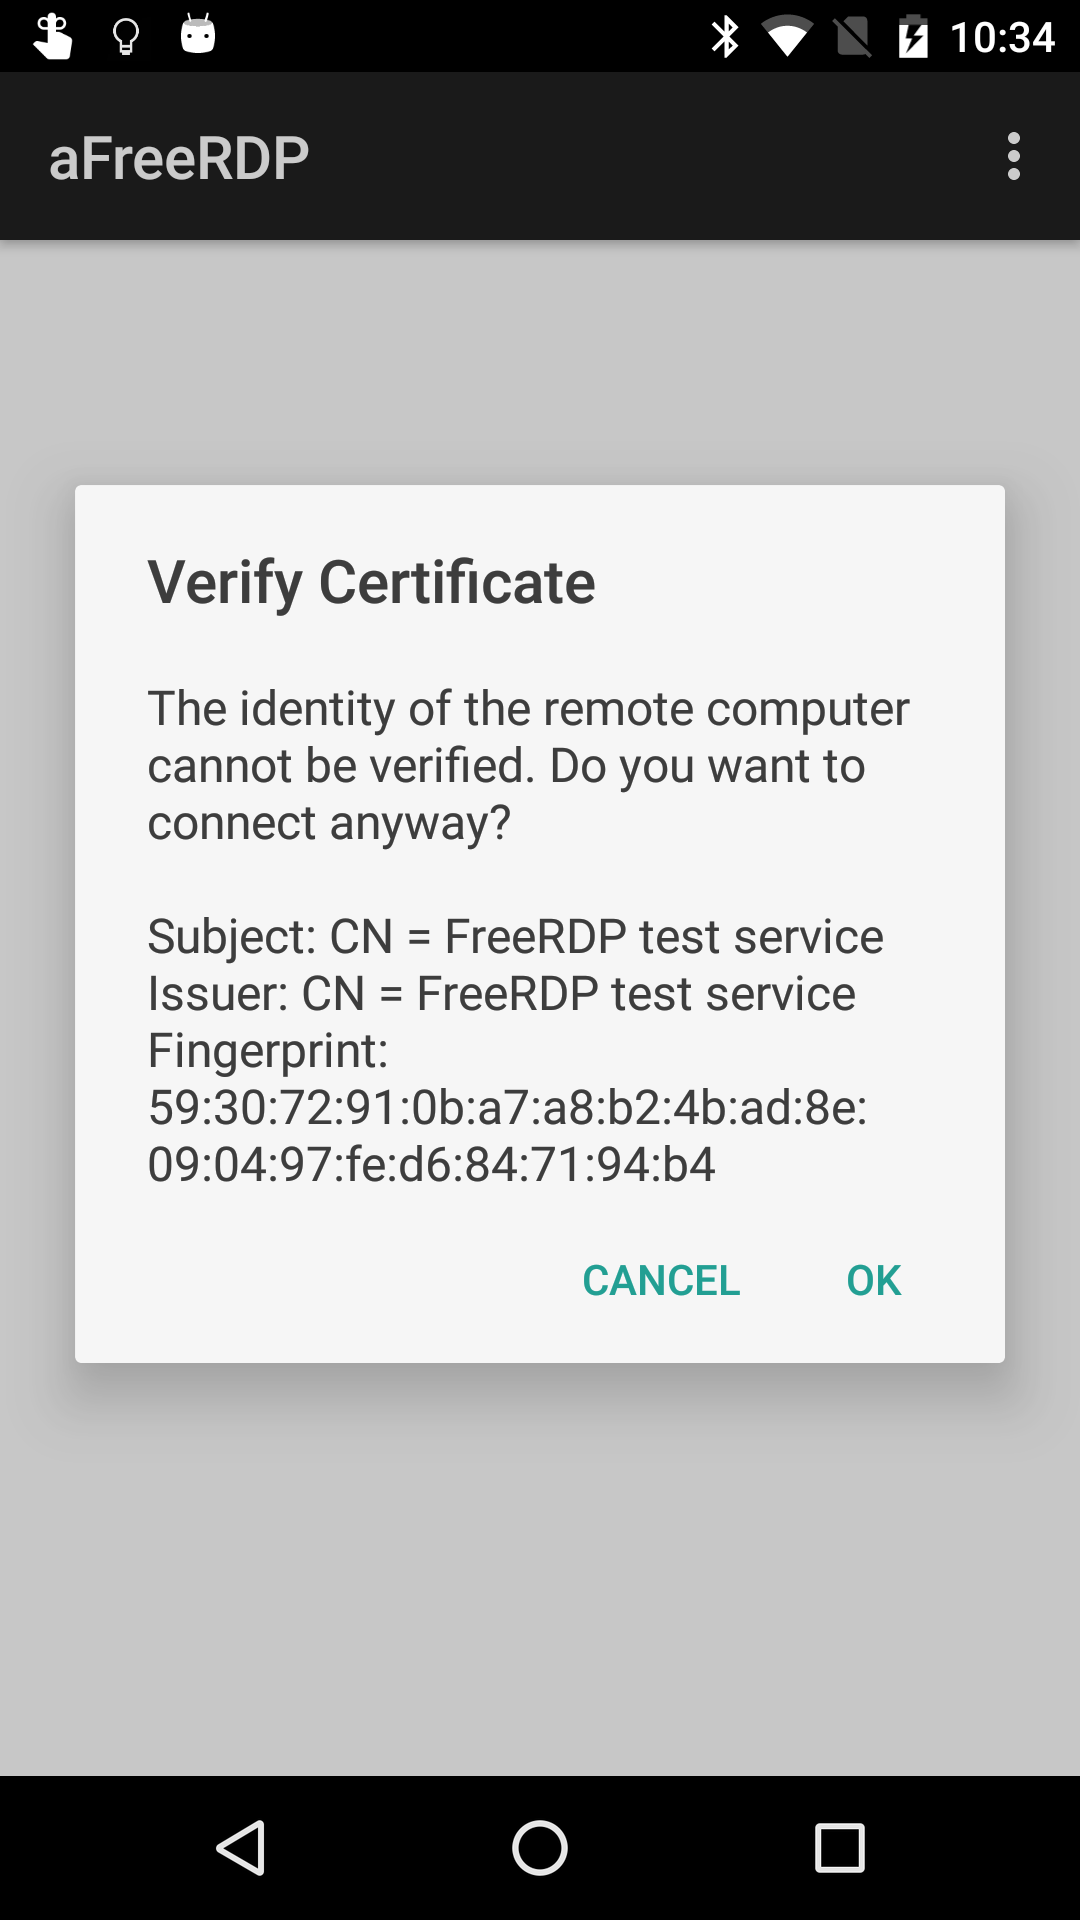 10:34
aFreeRDP
Verify Certificate
The identity of the remote computer
cannot be verified. Do you want to
connect anyway?
Subject: CN = FreeRDP test service
Issuer: CN = FreeRDP test service
Fingerprint:
59:30:72:91:0b:a7:a8:b2:4b:ad:8e:
09:04:97:fe:d6:84:71:94:b4
CANCEL OK